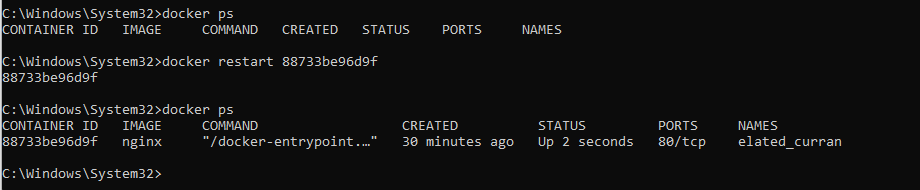 C:\Windows\System32>docker ps
CONTAINER ID   IMAGE     COMMAND   CREATED   STATUS    PORTS     NAMES
C:\Windows\System32>docker restart 88733be96d9f
88733be96d9f
C:\Windows\System32>docker ps
CONTAINER ID   IMAGE     COMMAND                  CREATED          STATUS         PORTS     NAMES
88733be96d9f   nginx     "/docker-entrypoint.…"   30 minutes ago   Up 2 seconds   80/tcp    elated_curran
C:\Windows\System32>